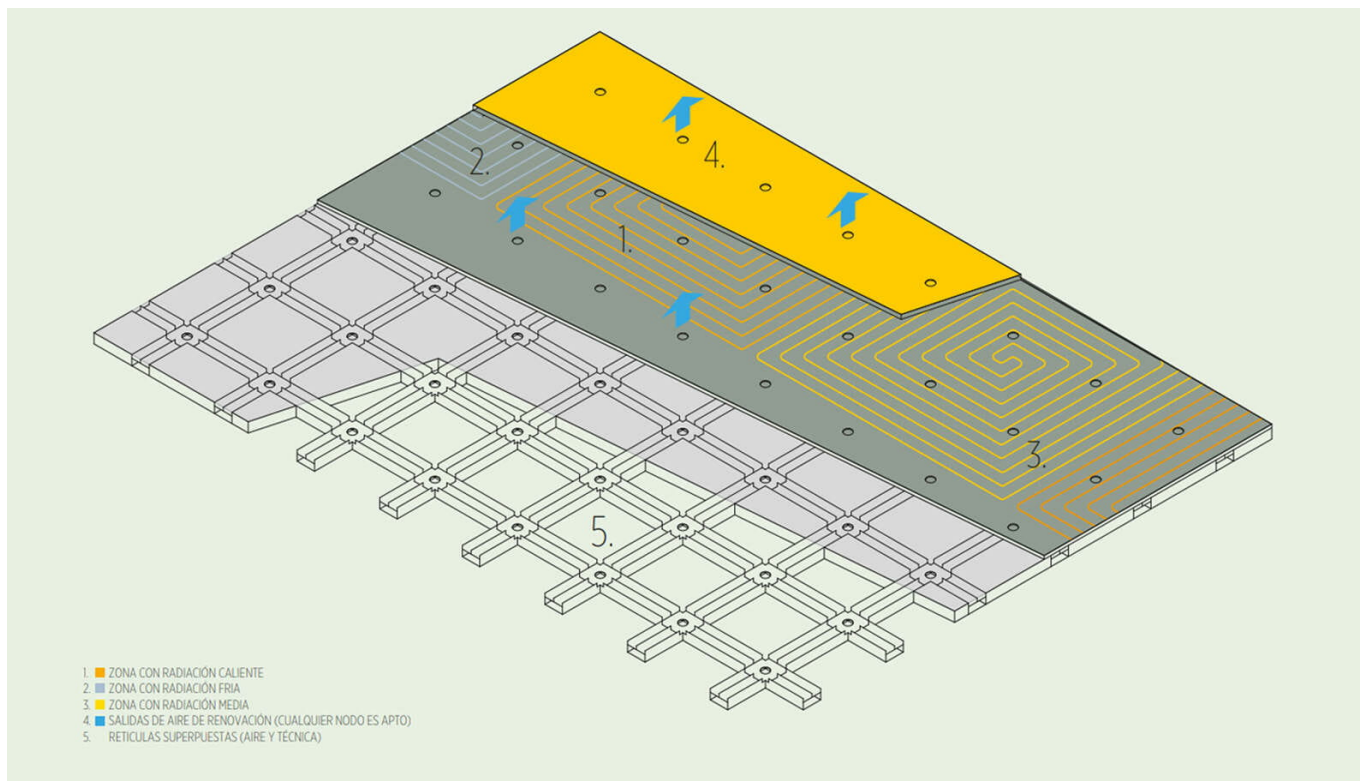 4.
2.
1.
3.
5.
1. ZONA CON RADIACIÓN CALIENTE
2. ZONA CON RADIACIÓN FRIA
3. ZONA CON RADIACIÓN MEDIA
4. SALIDAS DE AIRE DE RENOVACIÓN (CUALQUIER NODO ES APTO)
5. RETICULAS SUPERPUESTAS (AIRE Y TÉCNICA)